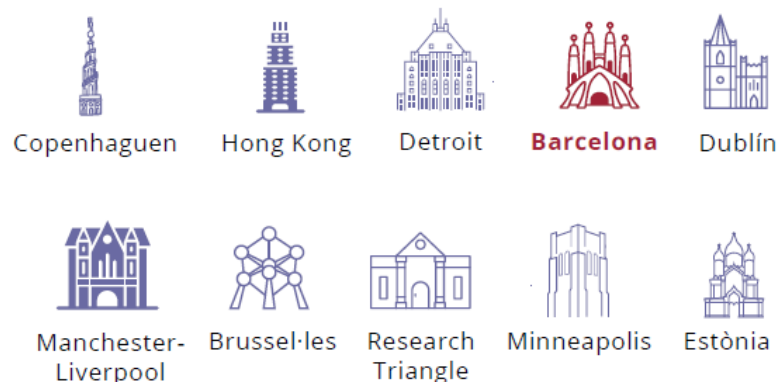 Copenhaguen
Hong Kong
Detroit
Barcelona
Dublín
Manchester-
Liverpool
Brussel·les
Research
Triangle
Minneapolis
Estònia